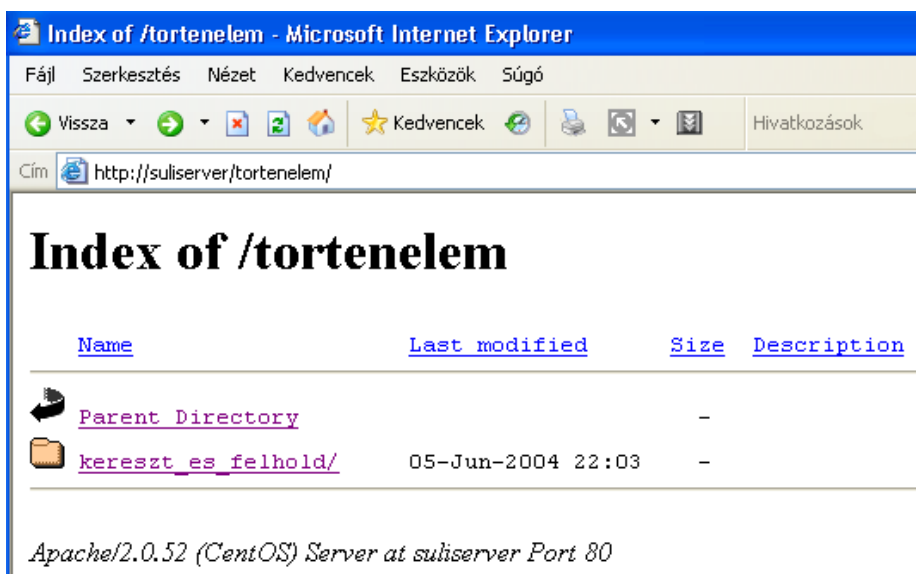 Index of /tortenelem - Microsoft Internet Explorer
Fájl Szerkesztés Nézet Kedvencek Eszközök Súgó
Vissza Kedvencek Hivatkozások
Cím http://suliserver/tortenelem/
Index of /tortenelem
Name Last modified Size Description
Parent Directory -
kereszt_es_felhold/ 05-Jun-2004 22:03 -
Apache/2.0.52 (CentOS) Server at suliserver Port 80